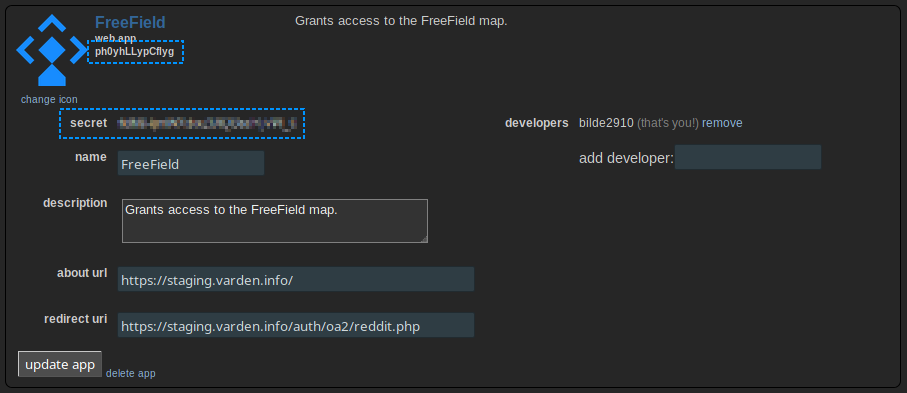 FreeField
Grants access to the FreeField map.
web app
ph0yhLLypCflyg
change icon
secret
developers bilde2910 (that's you!) remove
name FreeField
add developer:
description Grants access to the FreeField map.
about url https://staging.varden.info/
redirect uri https://staging.varden.info/auth/oa2/reddit.php
update app delete app